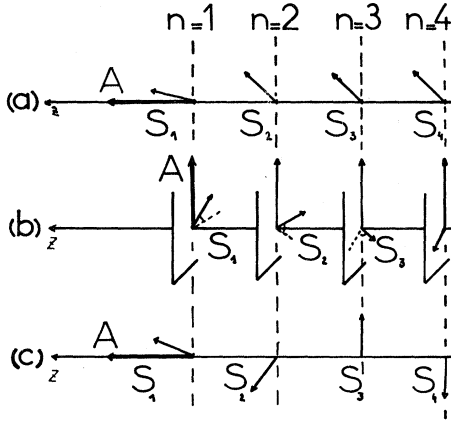 n=1 n=2 n=3 n=4
A
(a) z S₁ S₂ S₃ S₄
A
(b) z S₁ S₂ S₃
A
(c) z S₁ S₂ S₃ S₄